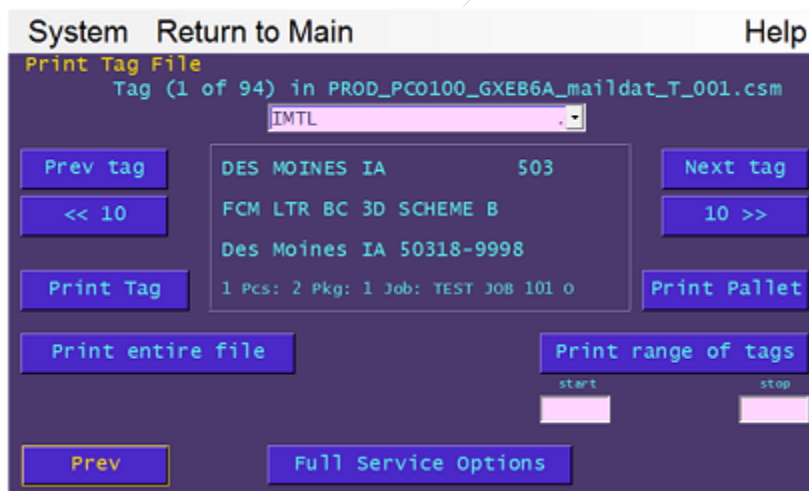 System Return to Main Help
Print Tag File
Tag (1 of 94) in PROD_PCO100_GXEB6A_maildat_T_001.csm
IMTL .
Prev tag DES MOINES IA 503 Next tag
<< 10 FCM LTR BC 3D SCHEME B 10 >>
Des Moines IA 50318-9998
Print Tag 1 Pcs: 2 Pkg: 1 Job: TEST JOB 101 O Print Pallet
Print entire file Print range of tags
start stop
Prev Full Service Options